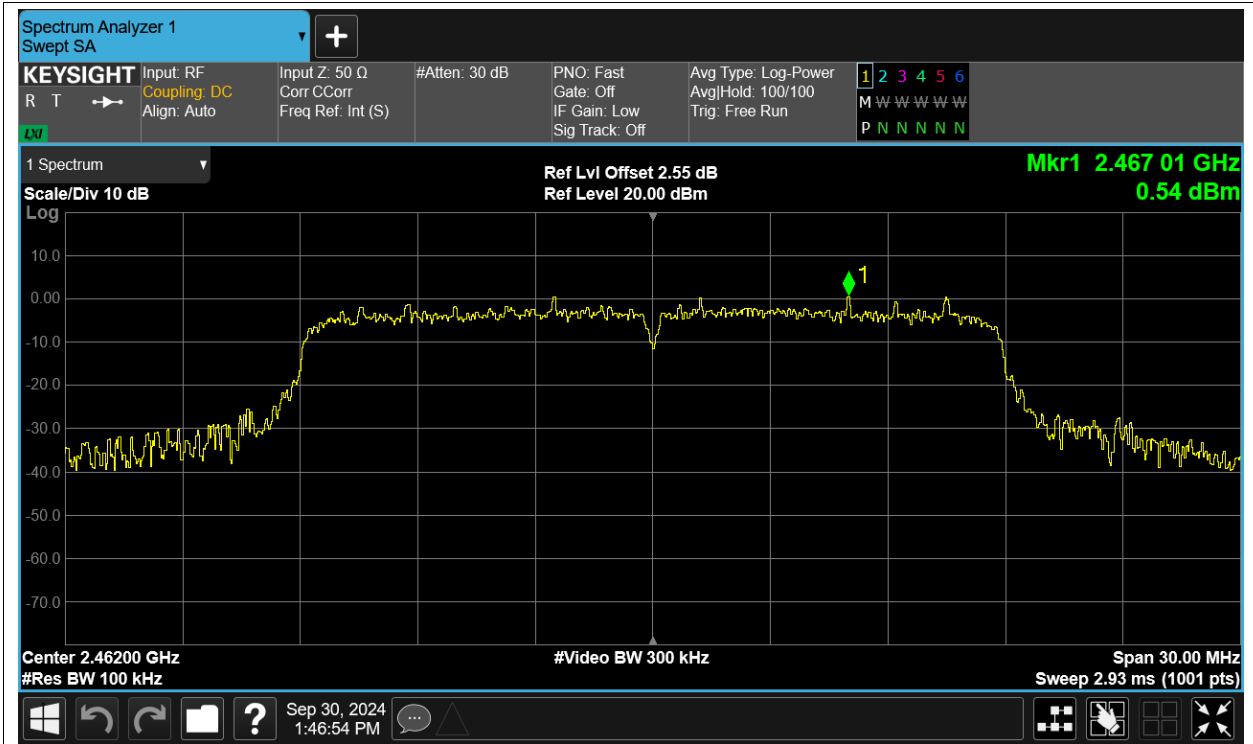 Spectrum Analyzer 1
Swept SA
KEYSIGHT
R T
LXI
Input: RF
Coupling: DC
Align: Auto
Input Z: 50 Ω
Corr CCorr
Freq Ref: Int (S)
#Atten: 30 dB
PNO: Fast
Gate: Off
IF Gain: Low
Sig Track: Off
Avg Type: Log-Power
Avg|Hold: 100/100
Trig: Free Run
1 2 3 4 5 6
M W W W W W
P N N N N N
1 Spectrum
Scale/Div 10 dB
Log
Ref Lvl Offset 2.55 dB
Ref Level 20.00 dBm
Mkr1 2.467 01 GHz
0.54 dBm
10.0
1
0.00
-10.0
-20.0
-30.0
-40.0
-50.0
-60.0
-70.0
Center 2.46200 GHz
#Res BW 100 kHz
#Video BW 300 kHz
Span 30.00 MHz
Sweep 2.93 ms (1001 pts)
?
Sep 30, 2024
1:46:54 PM